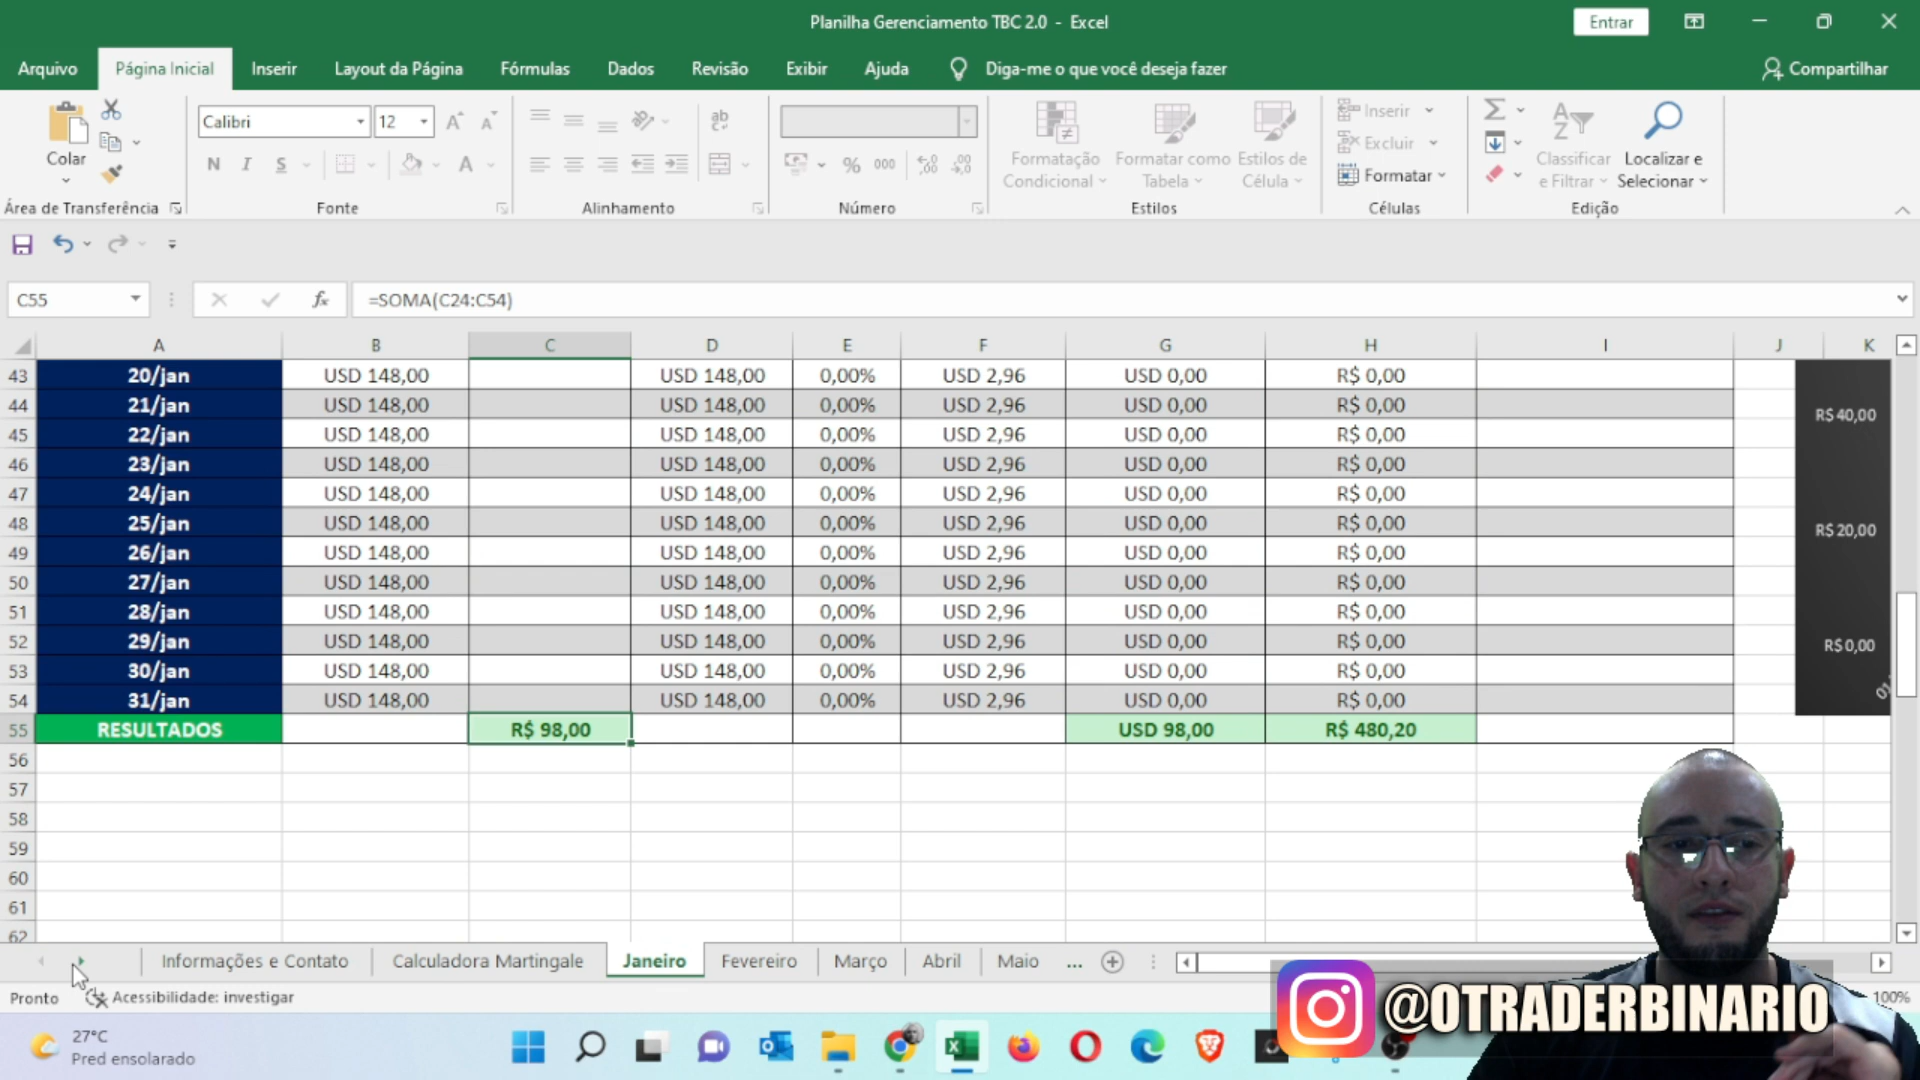 Planilha Gerenciamento TBC 2.0 - Excel
Entrar
Arquivo Página Inicial Inserir Layout da Página Fórmulas Dados Revisão Exibir Ajuda Diga-me o que você deseja fazer Compartilhar
Colar
Calibri 12
N I S A
ab
% 000
Formatação Condicional
Formatar como Tabela
Estilos de Célula
Inserir
Excluir
Formatar
Classificar e Filtrar
Localizar e Selecionar
Área de Transferência Fonte Alinhamento Número Estilos Células Edição
C55 fx =SOMA(C24:C54)
A B C D E F G H I J K
43 20/jan USD 148,00 USD 148,00 0,00% USD 2,96 USD 0,00 R$ 0,00
44 21/jan USD 148,00 USD 148,00 0,00% USD 2,96 USD 0,00 R$ 0,00 R$ 40,00
45 22/jan USD 148,00 USD 148,00 0,00% USD 2,96 USD 0,00 R$ 0,00
46 23/jan USD 148,00 USD 148,00 0,00% USD 2,96 USD 0,00 R$ 0,00
47 24/jan USD 148,00 USD 148,00 0,00% USD 2,96 USD 0,00 R$ 0,00
48 25/jan USD 148,00 USD 148,00 0,00% USD 2,96 USD 0,00 R$ 0,00 R$ 20,00
49 26/jan USD 148,00 USD 148,00 0,00% USD 2,96 USD 0,00 R$ 0,00
50 27/jan USD 148,00 USD 148,00 0,00% USD 2,96 USD 0,00 R$ 0,00
51 28/jan USD 148,00 USD 148,00 0,00% USD 2,96 USD 0,00 R$ 0,00
52 29/jan USD 148,00 USD 148,00 0,00% USD 2,96 USD 0,00 R$ 0,00 R$ 0,00
53 30/jan USD 148,00 USD 148,00 0,00% USD 2,96 USD 0,00 R$ 0,00
54 31/jan USD 148,00 USD 148,00 0,00% USD 2,96 USD 0,00 R$ 0,00
55 RESULTADOS R$ 98,00 USD 98,00 R$ 480,20
56
57
58
59
60
61
62
Informações e Contato Calculadora Martingale Janeiro Fevereiro Março Abril Maio ...
Pronto Acessibilidade: investigar 100%
@OTRADERBINARIO
27°C
Pred ensolarado